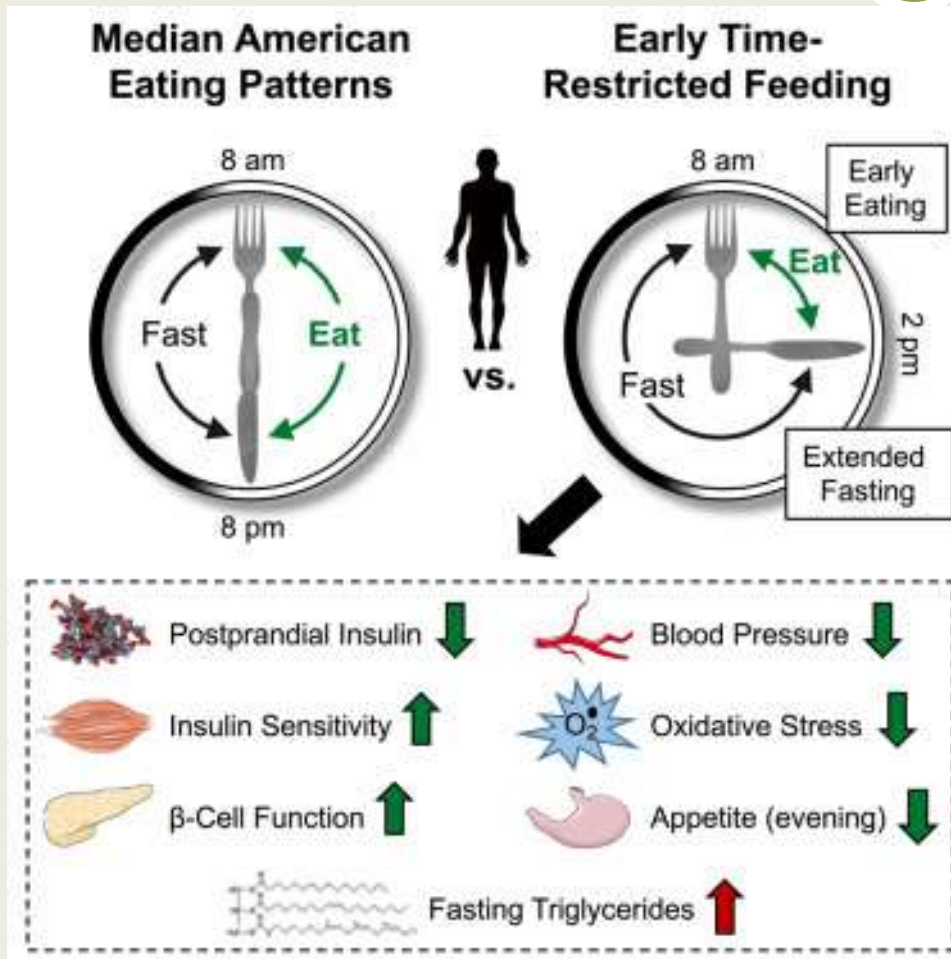 Median American
Eating Patterns
Early Time-
Restricted Feeding
8 am
Fast
Eat
8 pm
vs.
8 am
Early
Eating
Eat
2 pm
Fast
Extended
Fasting
Postprandial Insulin
Blood Pressure
Insulin Sensitivity
O₂•
Oxidative Stress
β-Cell Function
Appetite (evening)
Fasting Triglycerides